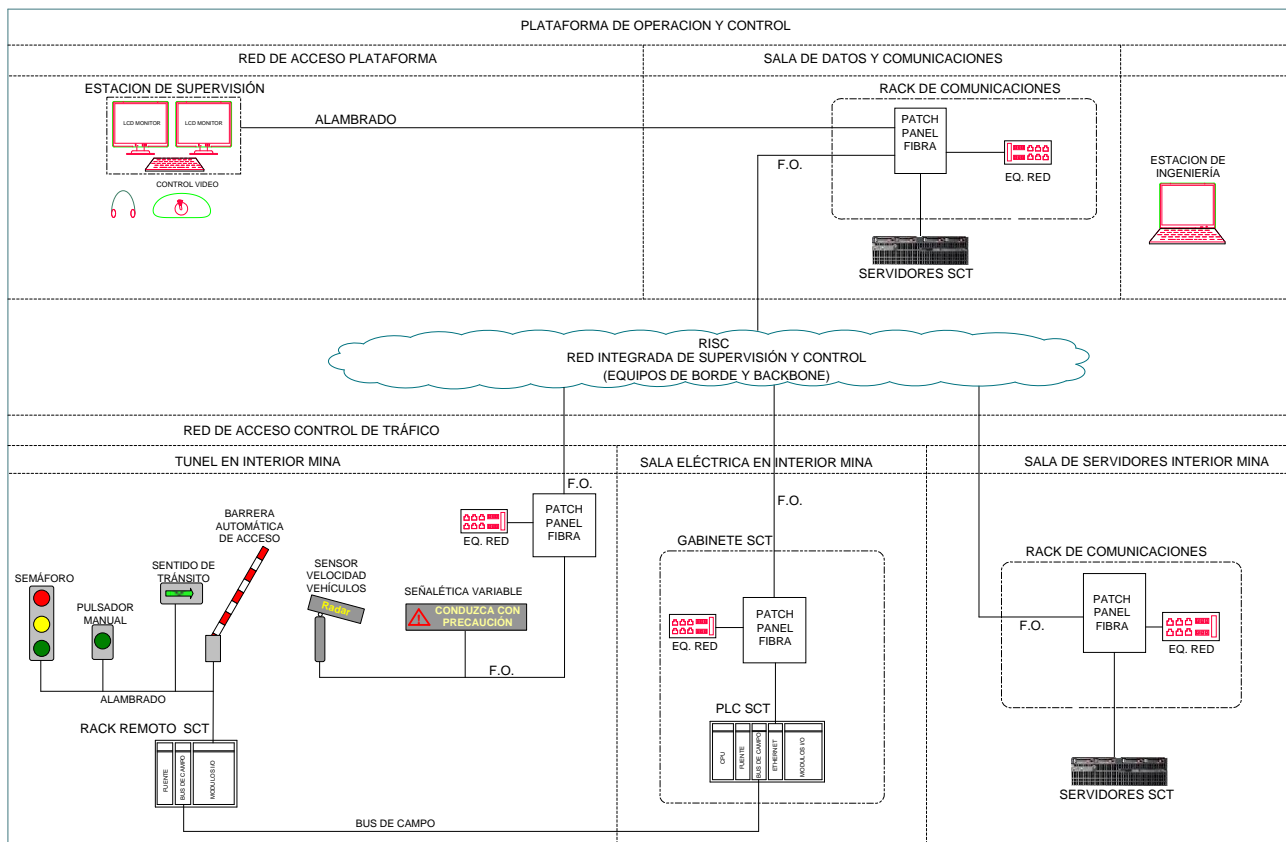 PLATAFORMA DE OPERACION Y CONTROL
RED DE ACCESO PLATAFORMA
SALA DE DATOS Y COMUNICACIONES
ESTACION DE SUPERVISIÓN
LCD MONITOR
LCD MONITOR
CONTROL VIDEO
ALAMBRADO
RACK DE COMUNICACIONES
PATCH
PANEL
FIBRA
F.O.
EQ. RED
SERVIDORES SCT
ESTACION DE
INGENIERÍA
RISC
RED INTEGRADA DE SUPERVISIÓN Y CONTROL
(EQUIPOS DE BORDE Y BACKBONE)
RED DE ACCESO CONTROL DE TRÁFICO
TUNEL EN INTERIOR MINA
SALA ELÉCTRICA EN INTERIOR MINA
SALA DE SERVIDORES INTERIOR MINA
SEMÁFORO
PULSADOR
MANUAL
SENTIDO DE
TRÁNSITO
BARRERA
AUTOMÁTICA
DE ACCESO
ALAMBRADO
SENSOR
VELOCIDAD
VEHÍCULOS
Radar
SEÑALÉTICA VARIABLE
CONDUZCA CON
PRECAUCIÓN
F.O.
F.O.
EQ. RED
PATCH
PANEL
FIBRA
RACK REMOTO SCT
FUENTE
BUS DE CAMPO
MODULOS I/O
BUS DE CAMPO
F.O.
GABINETE SCT
EQ. RED
PATCH
PANEL
FIBRA
PLC SCT
CPU
FUENTE
BUS DE CAMPO
ETHERNET
MODULOS I/O
RACK DE COMUNICACIONES
F.O.
PATCH
PANEL
FIBRA
EQ. RED
SERVIDORES SCT